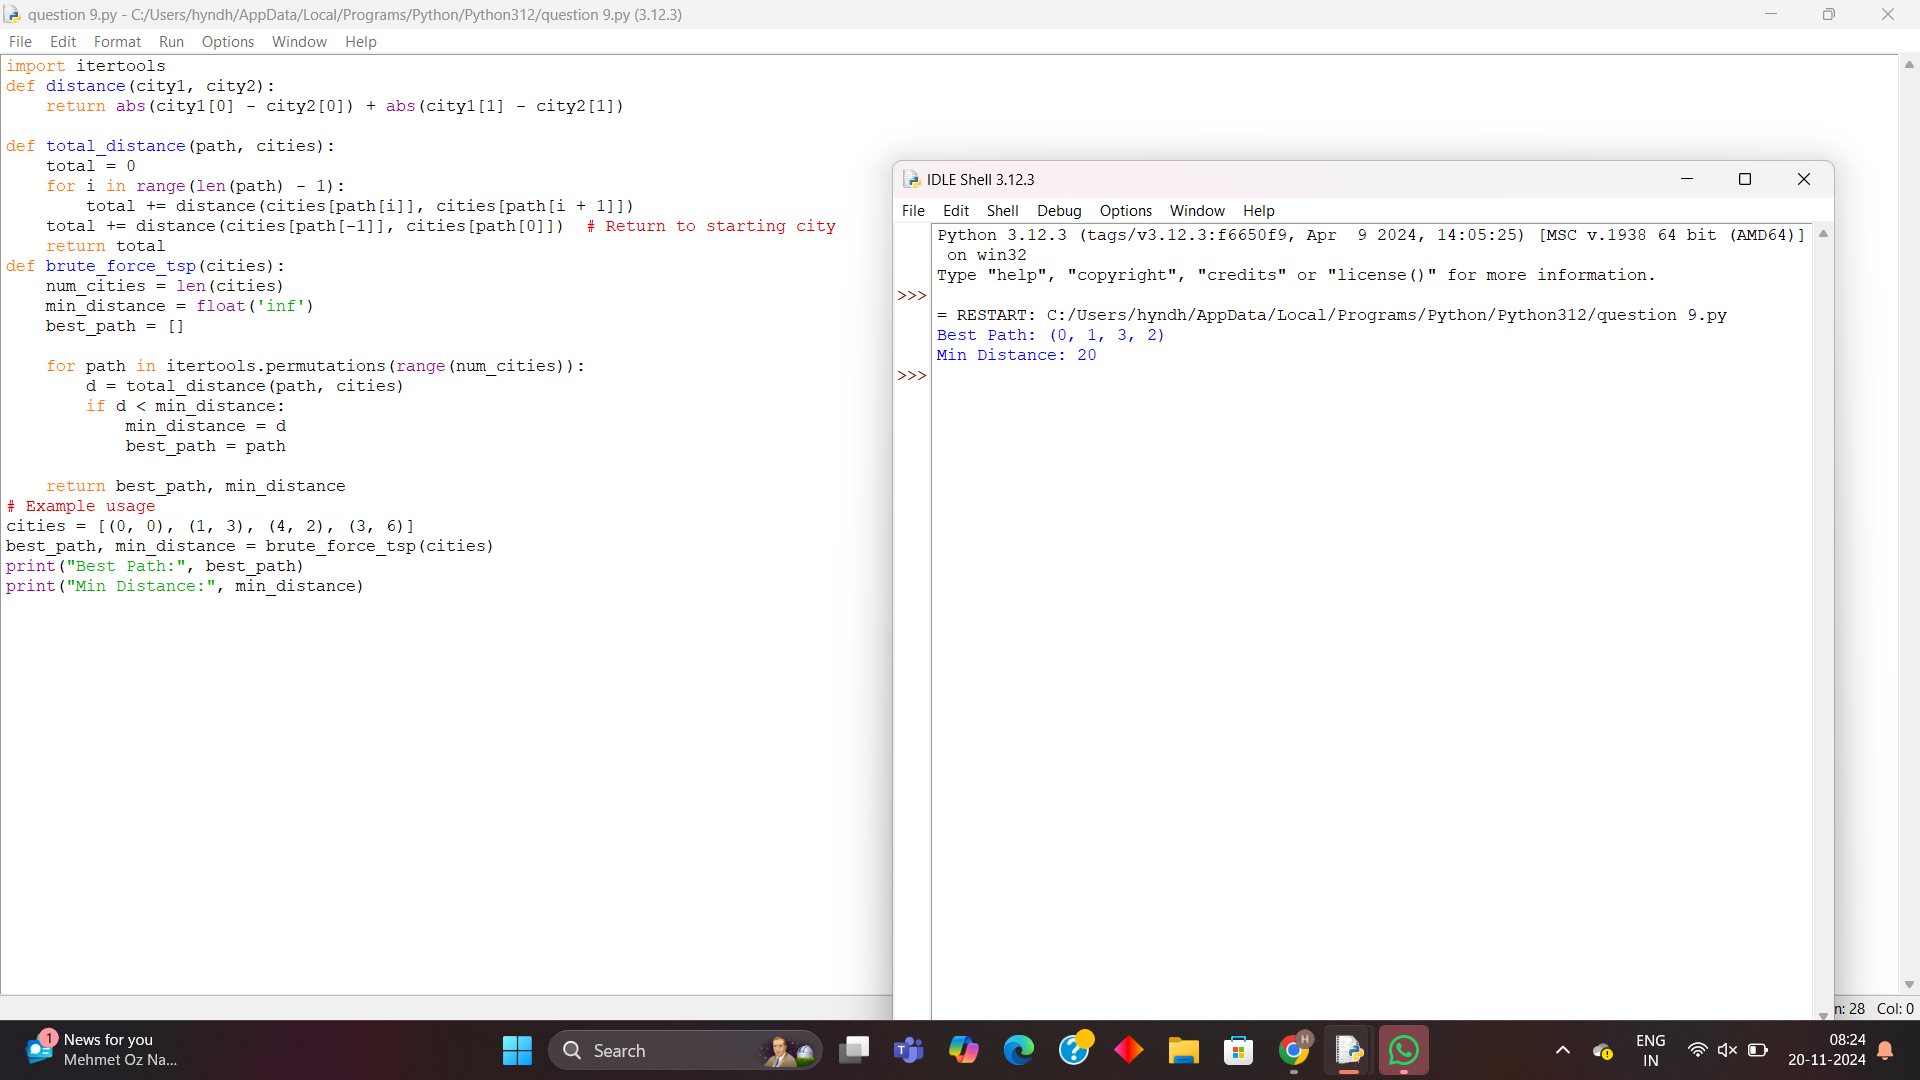 question 9.py - C:/Users/hyndh/AppData/Local/Programs/Python/Python312/question 9.py (3.12.3)
File Edit Format Run Options Window Help
import itertools
def distance(city1, city2):
    return abs(city1[0] - city2[0]) + abs(city1[1] - city2[1])
def total_distance(path, cities):
    total = 0
    for i in range(len(path) - 1):
        total += distance(cities[path[i]], cities[path[i + 1]])
    total += distance(cities[path[-1]], cities[path[0]])  # Return to starting city
    return total
def brute_force_tsp(cities):
    num_cities = len(cities)
    min_distance = float('inf')
    best_path = []
    for path in itertools.permutations(range(num_cities)):
        d = total_distance(path, cities)
        if d < min_distance:
            min_distance = d
            best_path = path
    return best_path, min_distance
# Example usage
cities = [(0, 0), (1, 3), (4, 2), (3, 6)]
best_path, min_distance = brute_force_tsp(cities)
print("Best Path:", best_path)
print("Min Distance:", min_distance)
IDLE Shell 3.12.3
File Edit Shell Debug Options Window Help
Python 3.12.3 (tags/v3.12.3:f6650f9, Apr  9 2024, 14:05:25) [MSC v.1938 64 bit (AMD64)]
 on win32
Type "help", "copyright", "credits" or "license()" for more information.
>>>
= RESTART: C:/Users/hyndh/AppData/Local/Programs/Python/Python312/question 9.py
Best Path: (0, 1, 3, 2)
Min Distance: 20
>>>
n: 28 Col: 0
1
News for you
Mehmet Oz Na...
Search
H
ENG
IN
08:24
20-11-2024